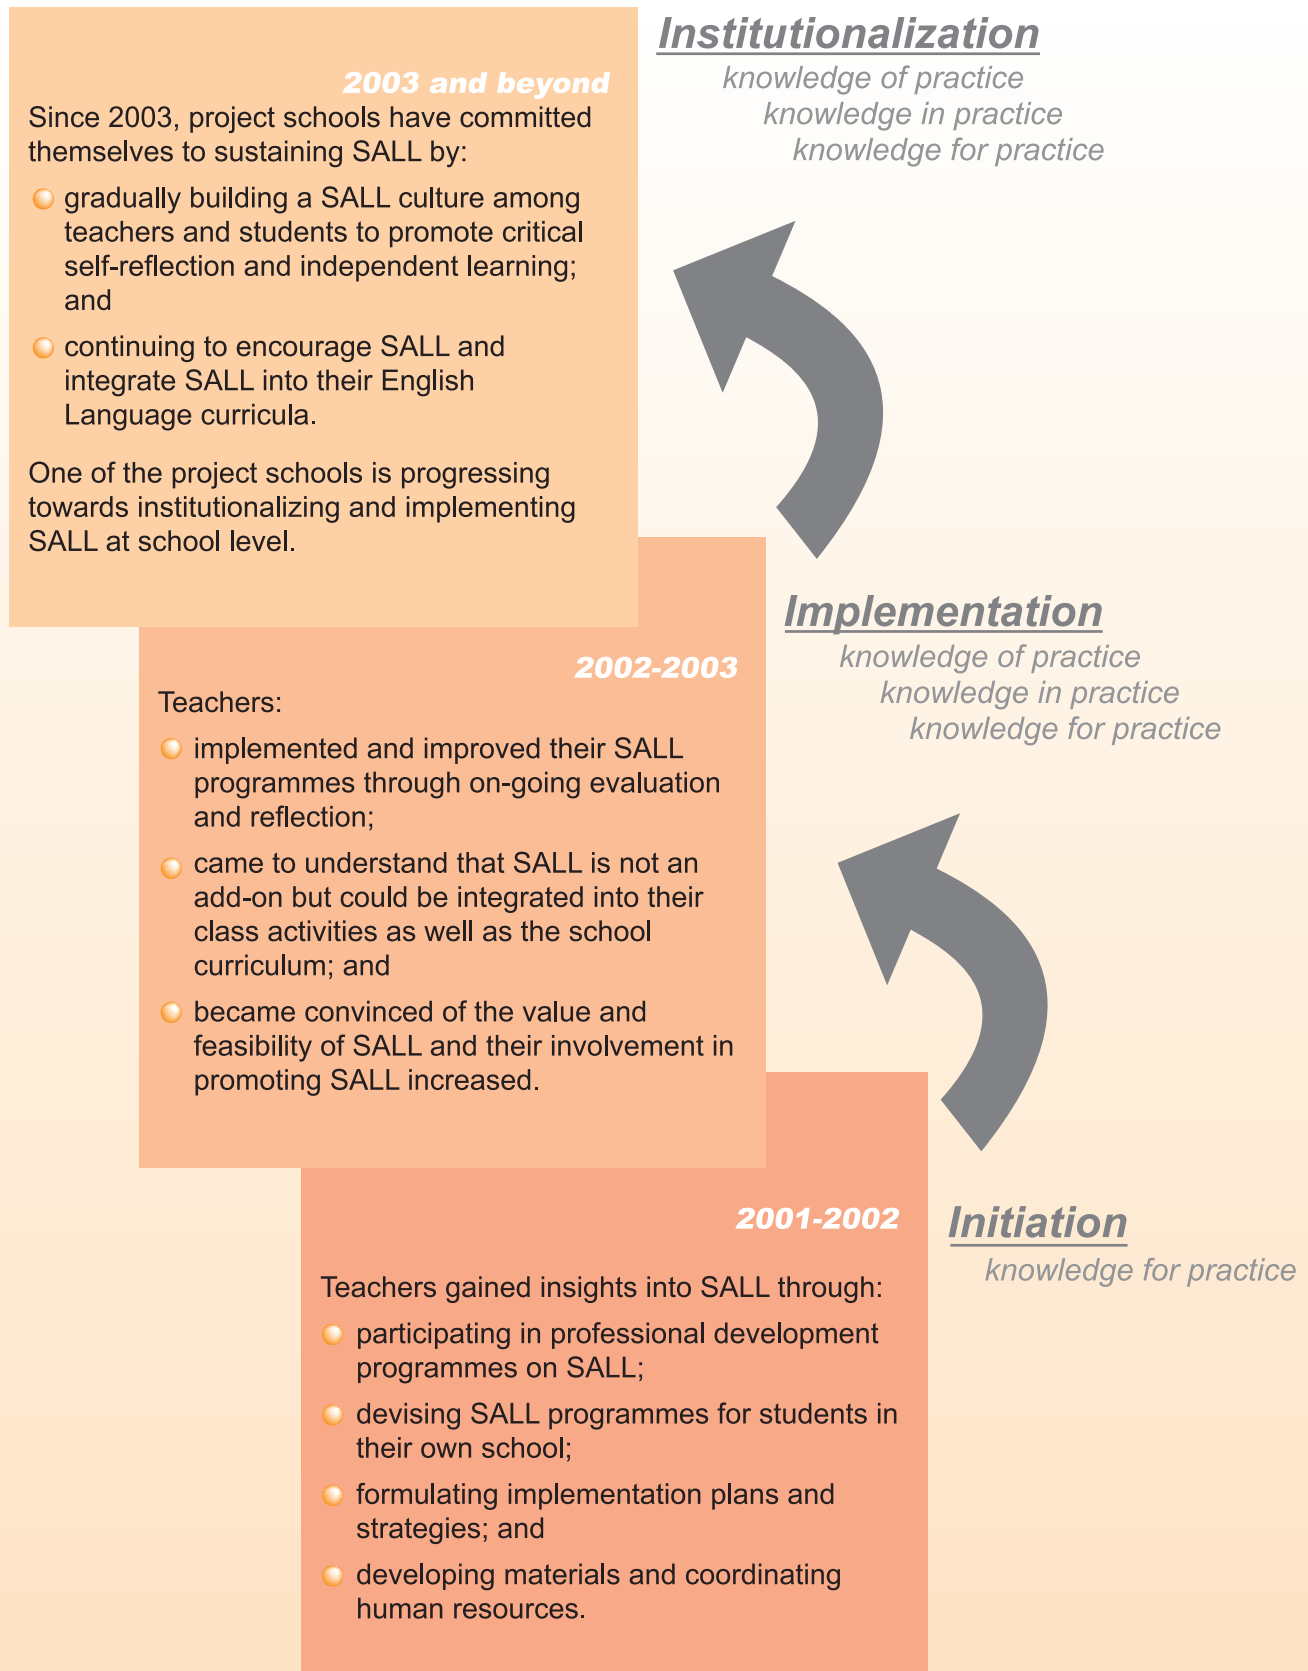 Institutionalization
knowledge of practice
knowledge in practice
knowledge for practice
2003 and beyond
Since 2003, project schools have committed
themselves to sustaining SALL by:
gradually building a SALL culture among
teachers and students to promote critical
self-reflection and independent learning;
and
continuing to encourage SALL and
integrate SALL into their English
Language curricula.
One of the project schools is progressing
towards institutionalizing and implementing
SALL at school level.
Implementation
knowledge of practice
knowledge in practice
knowledge for practice
2002-2003
Teachers:
implemented and improved their SALL
programmes through on-going evaluation
and reflection;
came to understand that SALL is not an
add-on but could be integrated into their
class activities as well as the school
curriculum; and
became convinced of the value and
feasibility of SALL and their involvement in
promoting SALL increased.
Initiation
knowledge for practice
2001-2002
Teachers gained insights into SALL through:
participating in professional development
programmes on SALL;
devising SALL programmes for students in
their own school;
formulating implementation plans and
strategies; and
developing materials and coordinating
human resources.